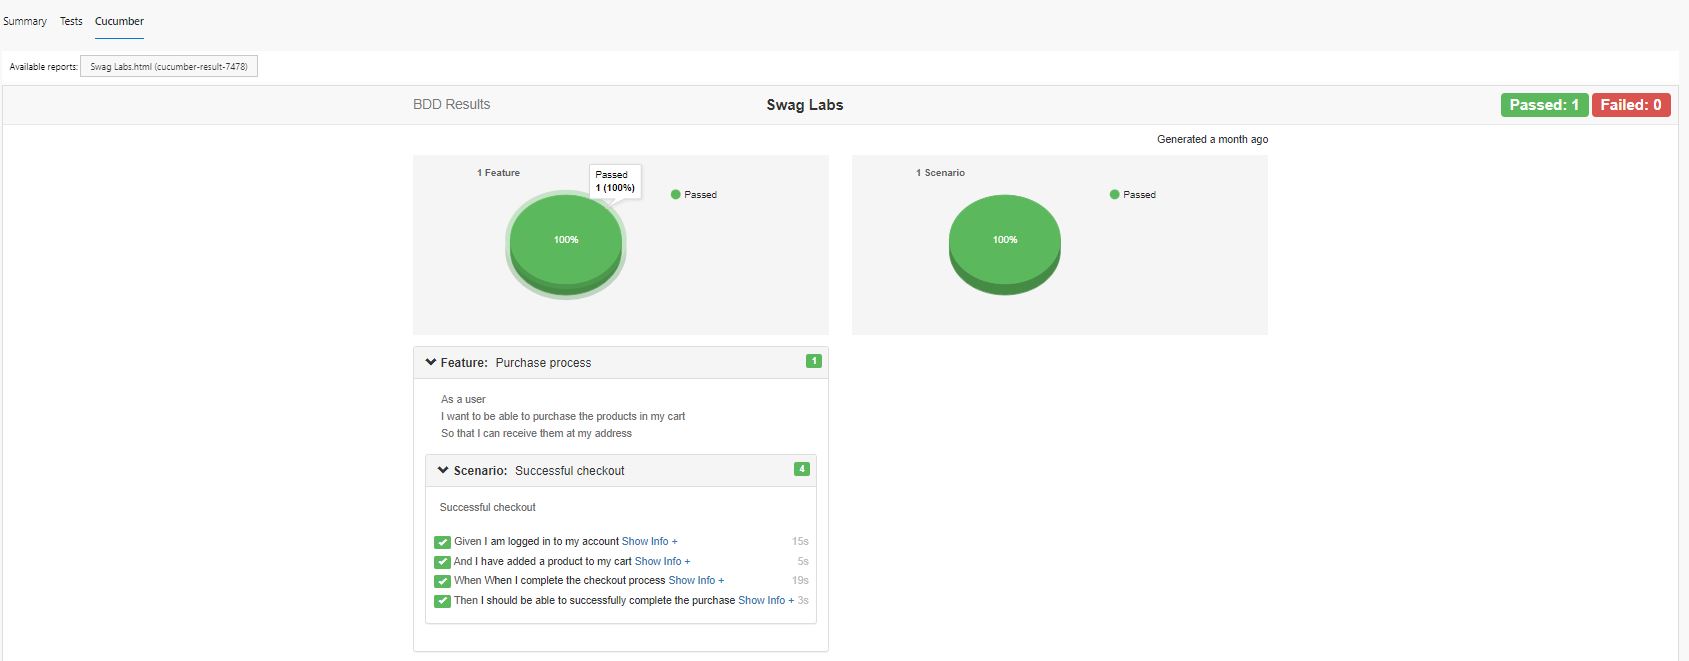 Summary Tests Cucumber
Available reports: Swag Labs.html (cucumber-result-7478)
BDD Results Swag Labs Passed: 1 Failed: 0
Generated a month ago
1 Feature
Passed
1 (100%)
Passed
100%
1 Scenario
Passed
100%
Feature: Purchase process 1
As a user
I want to be able to purchase the products in my cart
So that I can receive them at my address
Scenario: Successful checkout 4
Successful checkout
Given I am logged in to my account Show Info + 15s
And I have added a product to my cart Show Info + 5s
When When I complete the checkout process Show Info + 19s
Then I should be able to successfully complete the purchase Show Info + 3s